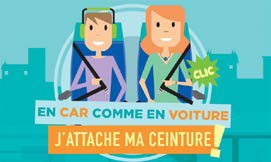 CLIC
EN CAR COMME EN VOITURE
J'ATTACHE MA CEINTURE !